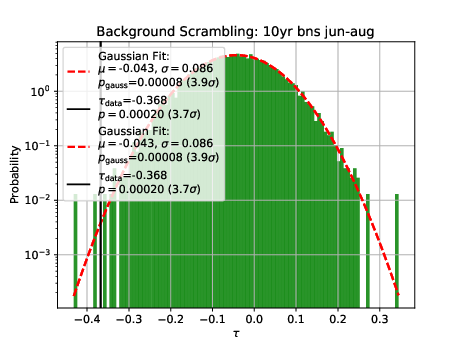 Background Scrambling: 10yr bns jun-aug
Gaussian Fit:
μ = -0.043, σ = 0.086
p_gauss=0.00008 (3.9σ)
τ_data=-0.368
p = 0.00020 (3.7σ)
Gaussian Fit:
μ = -0.043, σ = 0.086
p_gauss=0.00008 (3.9σ)
τ_data=-0.368
p = 0.00020 (3.7σ)
Probability
10⁰
10⁻¹
10⁻²
10⁻³
−0.4 −0.3 −0.2 −0.1 0.0 0.1 0.2 0.3
τ